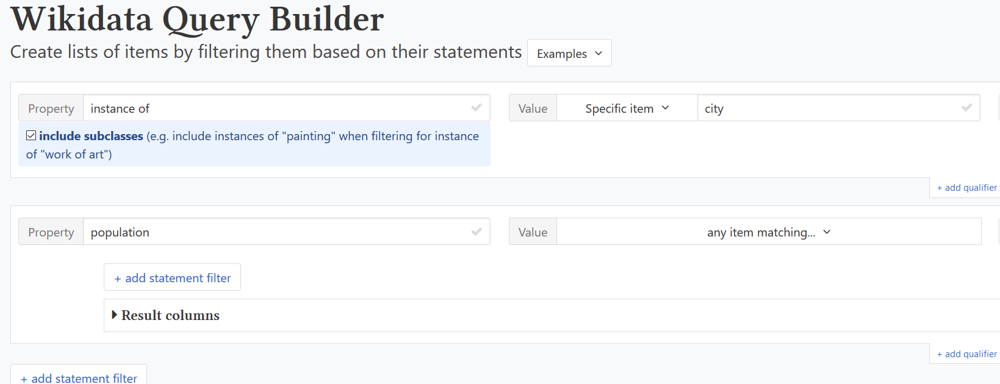 Wikidata Query Builder
Create lists of items by filtering them based on their statements Examples
Property instance of Value Specific item city
include subclasses (e.g. include instances of "painting" when filtering for instance
of "work of art")
+ add qualifier
Property population Value any item matching...
+ add statement filter
Result columns
+ add qualifier
+ add statement filter